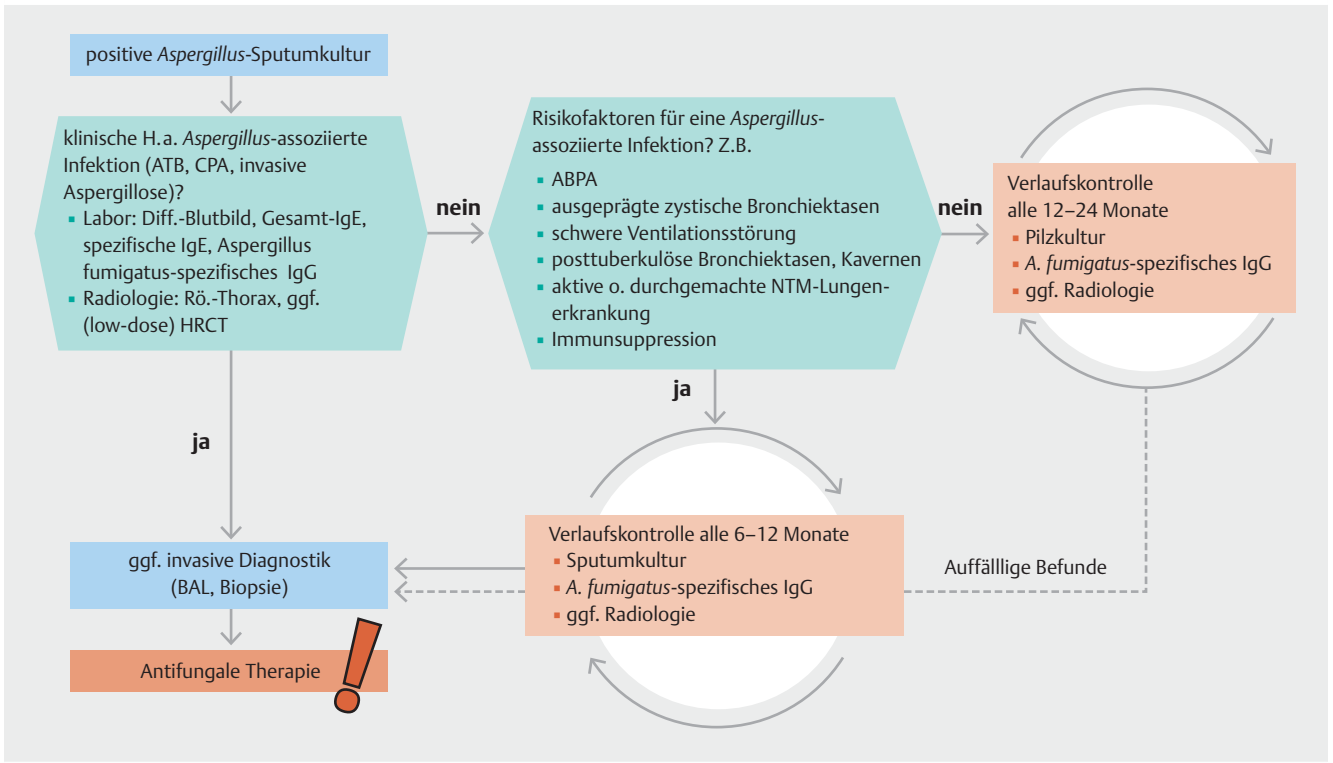 positive Aspergillus-Sputumkultur
klinische H.a. Aspergillus-assoziierte
Infektion (ATB, CPA, invasive
Aspergillose)?
▪ Labor: Diff.-Blutbild, Gesamt-IgE,
spezifische IgE, Aspergillus
fumigatus-spezifisches IgG
▪ Radiologie: Rö.-Thorax, ggf.
(low-dose) HRCT
nein
Risikofaktoren für eine Aspergillus-
assoziierte Infektion? Z.B.
▪ ABPA
▪ ausgeprägte zystische Bronchiektasen
▪ schwere Ventilationsstörung
▪ posttuberkulöse Bronchiektasen, Kavernen
▪ aktive o. durchgemachte NTM-Lungen-
erkrankung
▪ Immunsuppression
nein
Verlaufskontrolle
alle 12–24 Monate
▪ Pilzkultur
▪ A. fumigatus-spezifisches IgG
▪ ggf. Radiologie
ja
ja
Verlaufskontrolle alle 6–12 Monate
▪ Sputumkultur
▪ A. fumigatus-spezifisches IgG
▪ ggf. Radiologie
Auffälllige Befunde
ggf. invasive Diagnostik
(BAL, Biopsie)
Antifungale Therapie
!